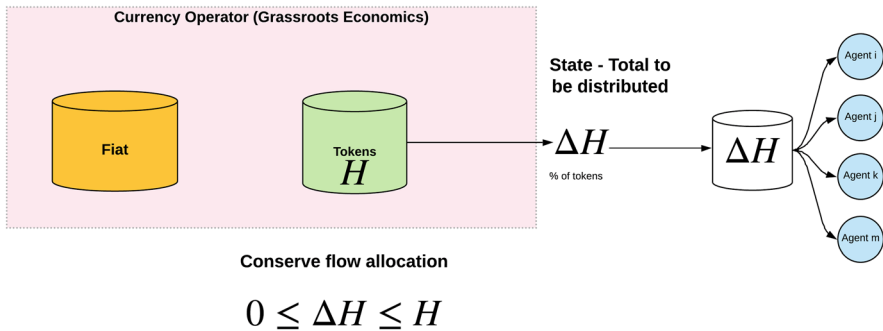 Currency Operator (Grassroots Economics)
State - Total to
be distributed
Fiat
Tokens
H
ΔH
% of tokens
ΔH
Agent i
Agent j
Agent k
Agent m
Conserve flow allocation
0 ≤ ΔH ≤ H